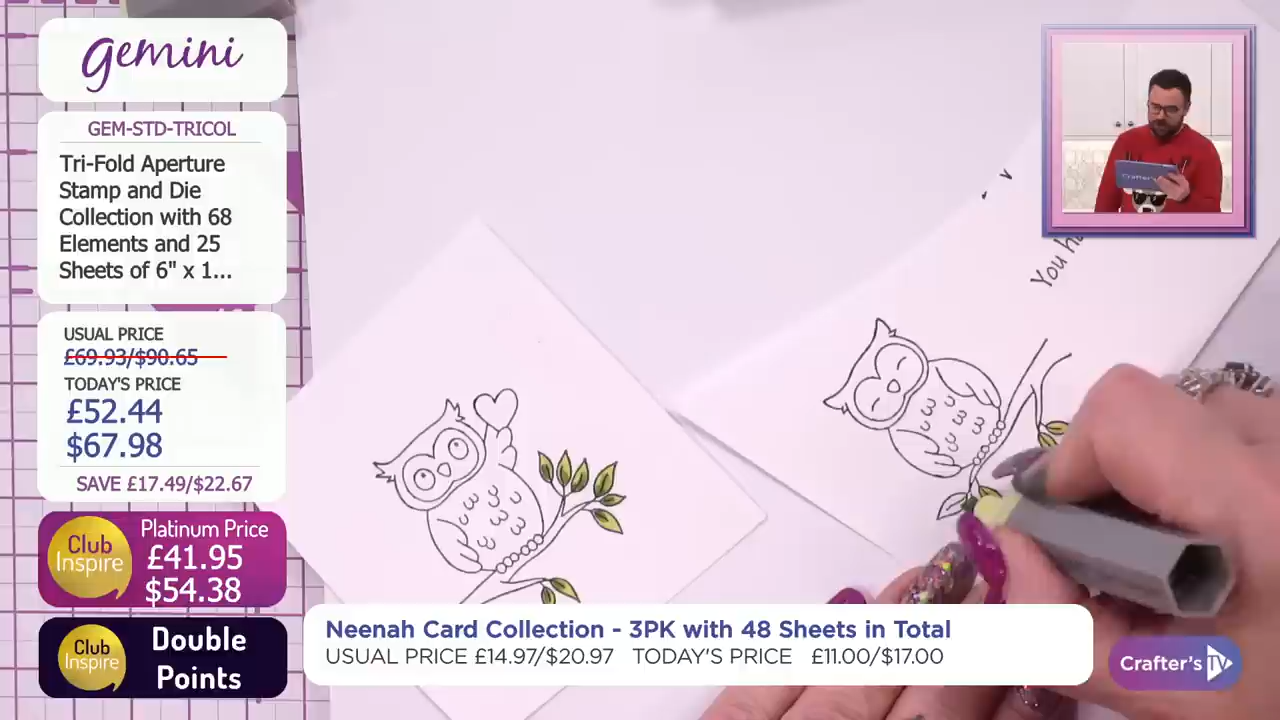 gemini
GEM-STD-TRICOL
Tri-Fold Aperture
Stamp and Die
Collection with 68
Elements and 25
Sheets of 6" x 1...
USUAL PRICE
£69.93/$90.65
TODAY'S PRICE
£52.44
$67.98
SAVE £17.49/$22.67
Club
Inspire
Platinum Price
£41.95
$54.38
Club
Inspire
Double
Points
You
Neenah Card Collection - 3PK with 48 Sheets in Total
USUAL PRICE £14.97/$20.97 TODAY'S PRICE £11.00/$17.00
Crafter's TV